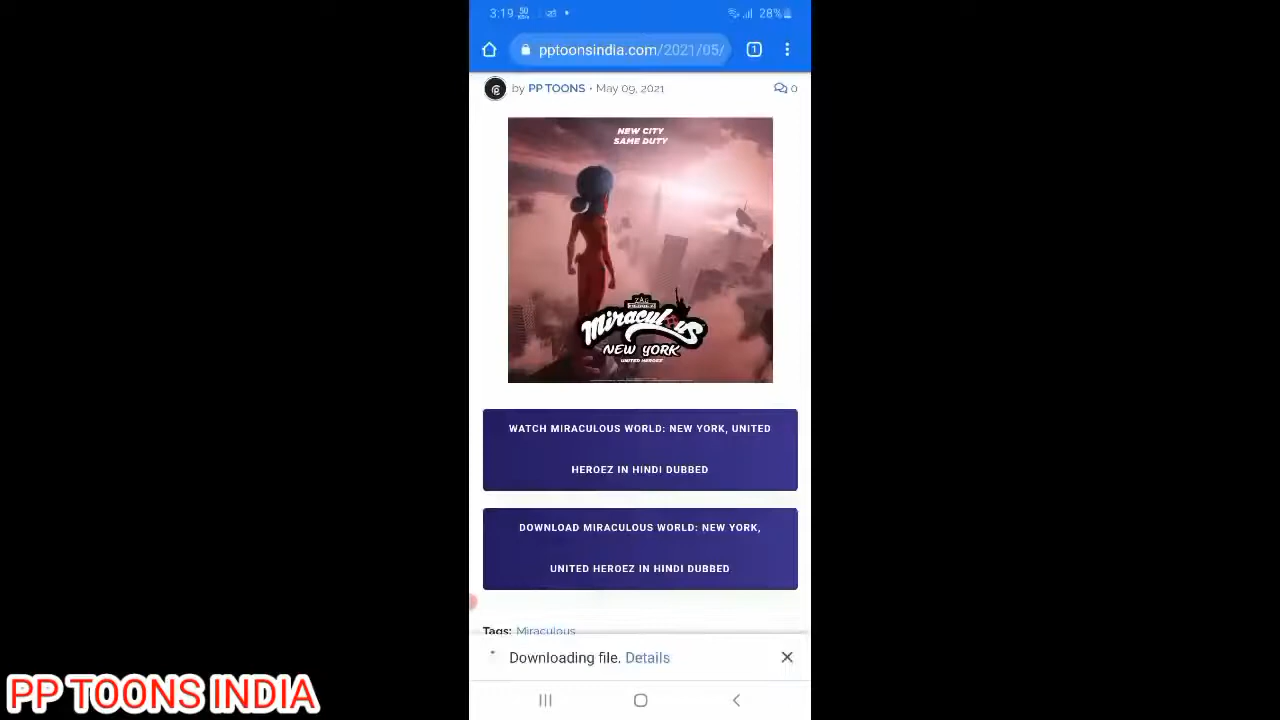 3:19
28%
1
pptoonsindia.com/2021/05/
by PP TOONS · May 09, 2021
0
NEW CITY
SAME DUTY
ZAG
Miraculous
NEW YORK
UNITED HEROEZ
WATCH MIRACULOUS WORLD: NEW YORK, UNITED
HEROEZ IN HINDI DUBBED
DOWNLOAD MIRACULOUS WORLD: NEW YORK,
UNITED HEROEZ IN HINDI DUBBED
Tags: Miraculous
Downloading file. Details
PP TOONS INDIA